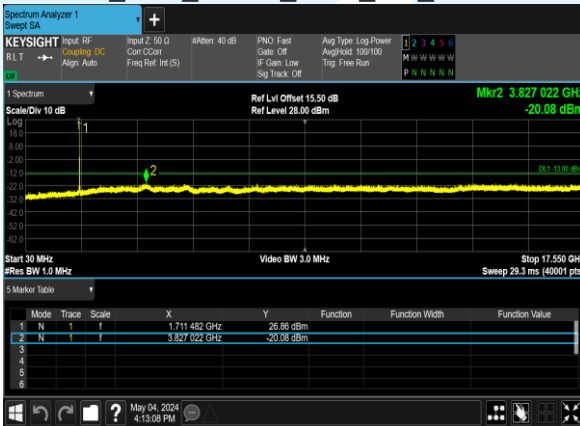 Spectrum Analyzer 1
Swept SA
KEYSIGHT Input: RF Input Z: 50 Ω #Atten: 40 dB PNO: Fast Avg Type: Log-Power 1 2 3 4 5 6
RLT Coupling: DC Corr CCorr Gate: Off Avg|Hold: 100/100 M W W W W W
Align: Auto Freq Ref: Int (S) IF Gain: Low Trig: Free Run
Sig Track: Off P N N N N N
LU
1 Spectrum Ref Lvl Offset 15.50 dB Mkr2 3.827 022 GHz
Scale/Div 10 dB Ref Level 28.00 dBm -20.08 dBm
Log
1
18.0
8.00
-2.00
-12.0 2 DL1 -13.00 dBm
-22.0
-32.0
-42.0
-52.0
-62.0
Start 30 MHz Video BW 3.0 MHz Stop 17.550 GH
#Res BW 1.0 MHz Sweep 29.3 ms (40001 pts
5 Marker Table
Mode Trace Scale X Y Function Function Width Function Value
1 N 1 f 1.711 482 GHz 26.86 dBm
2 N 1 f 3.827 022 GHz -20.08 dBm
3
4
5
6
? May 04, 2024
4:13:08 PM